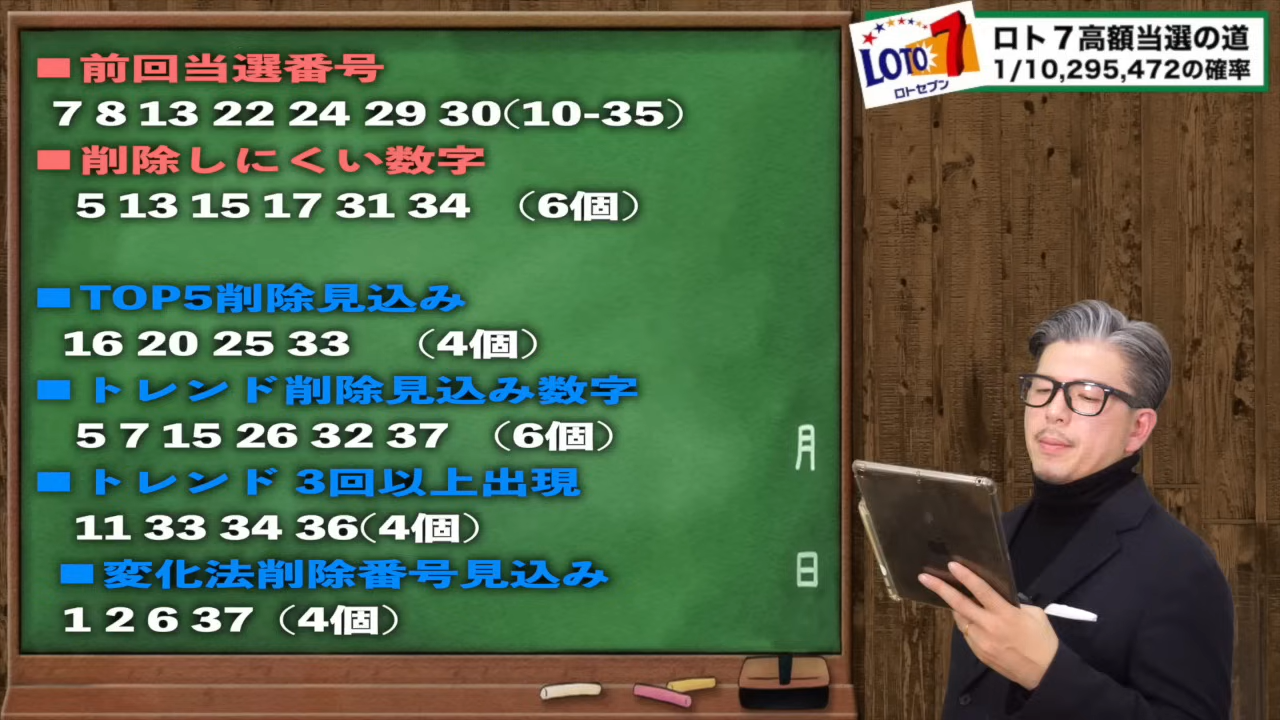 ■前回当選番号
7 8 13 22 24 29 30(10-35)
■削除しにくい数字
5 13 15 17 31 34 (6個)
■TOP5削除見込み
16 20 25 33 (4個)
■トレンド削除見込み数字
5 7 15 26 32 37 (6個)
■トレンド 3回以上出現
11 33 34 36(4個)
■変化法削除番号見込み
1 2 6 37 (4個)
月
日
LOTO 7
ロトセブン
ロト7高額当選の道
1/10,295,472の確率